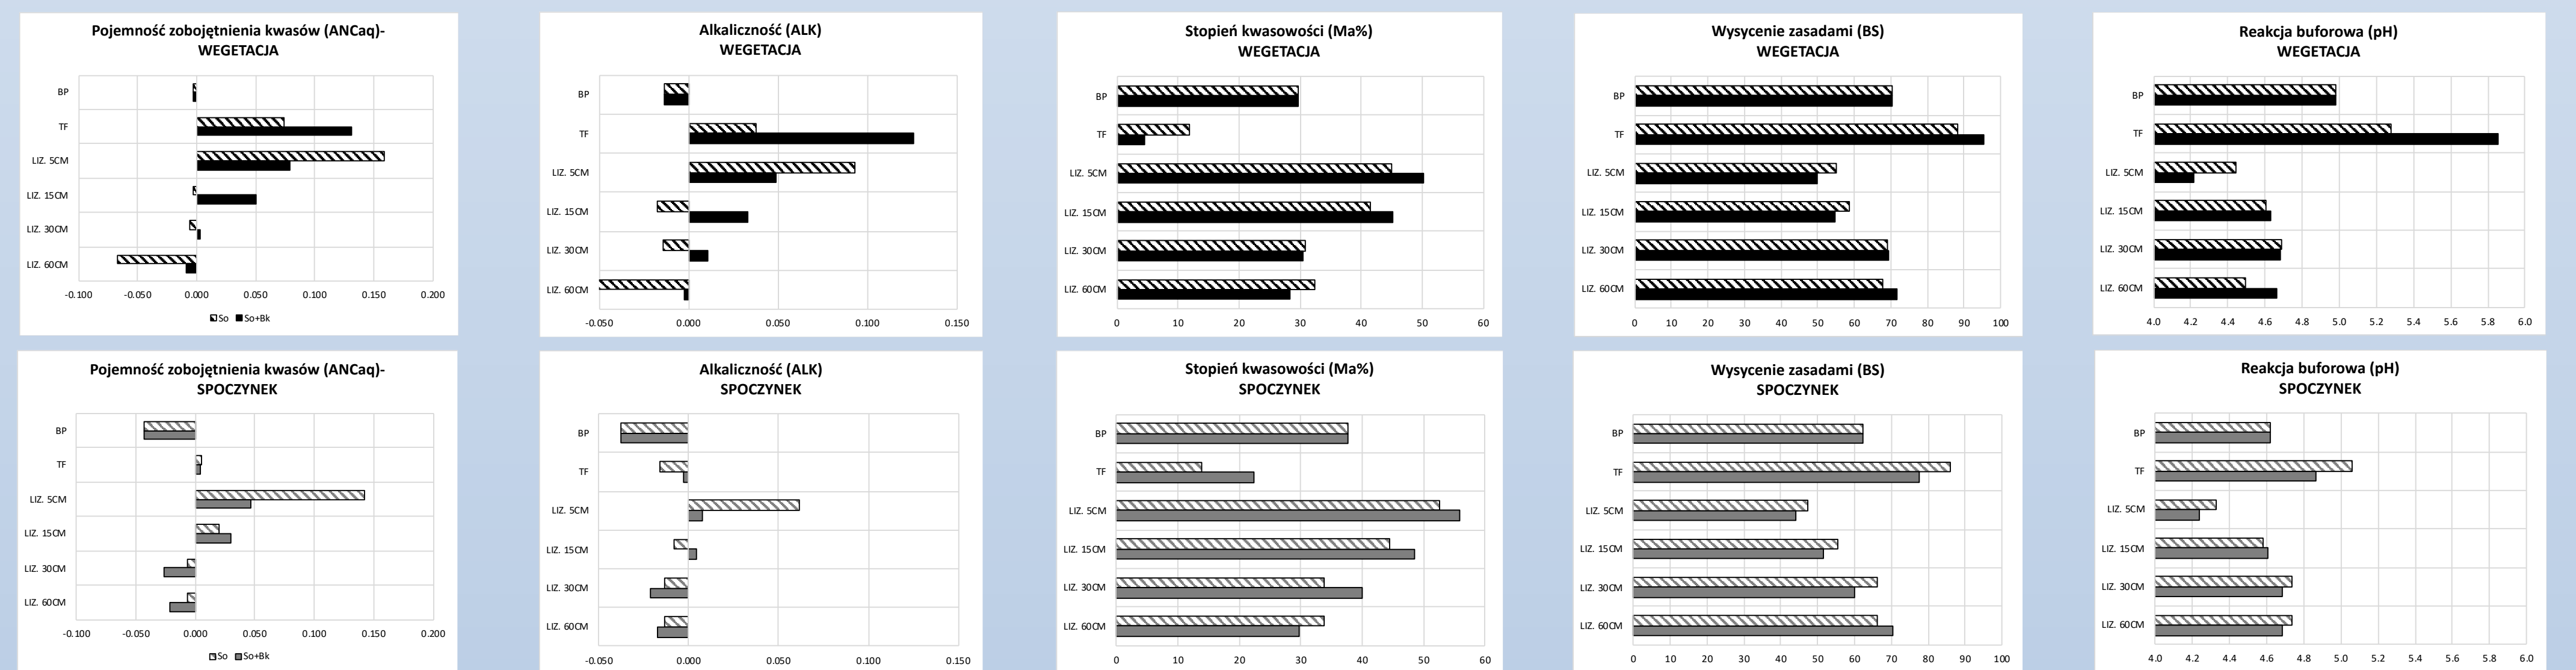 Pojemność zobojętnienia kwasów (ANCaq)-
WEGETACJA
BP
TF
LIZ. 5CM
LIZ. 15CM
LIZ. 30CM
LIZ. 60CM
-0.100 -0.050 0.000 0.050 0.100 0.150 0.200
So So+Bk
Alkaliczność (ALK)
WEGETACJA
BP
TF
LIZ. 5CM
LIZ. 15CM
LIZ. 30CM
LIZ. 60CM
-0.050 0.000 0.050 0.100 0.150
Stopień kwasowości (Ma%)
WEGETACJA
BP
TF
LIZ. 5CM
LIZ. 15CM
LIZ. 30CM
LIZ. 60CM
0 10 20 30 40 50 60
Wysycenie zasadami (BS)
WEGETACJA
BP
TF
LIZ. 5CM
LIZ. 15CM
LIZ. 30CM
LIZ. 60CM
0 10 20 30 40 50 60 70 80 90 100
Reakcja buforowa (pH)
WEGETACJA
BP
TF
LIZ. 5CM
LIZ. 15CM
LIZ. 30CM
LIZ. 60CM
4.0 4.2 4.4 4.6 4.8 5.0 5.2 5.4 5.6 5.8 6.0
Pojemność zobojętnienia kwasów (ANCaq)-
SPOCZYNEK
BP
TF
LIZ. 5CM
LIZ. 15CM
LIZ. 30CM
LIZ. 60CM
-0.100 -0.050 0.000 0.050 0.100 0.150 0.200
So So+Bk
Alkaliczność (ALK)
SPOCZYNEK
BP
TF
LIZ. 5CM
LIZ. 15CM
LIZ. 30CM
LIZ. 60CM
-0.050 0.000 0.050 0.100 0.150
Stopień kwasowości (Ma%)
SPOCZYNEK
BP
TF
LIZ. 5CM
LIZ. 15CM
LIZ. 30CM
LIZ. 60CM
0 10 20 30 40 50 60
Wysycenie zasadami (BS)
SPOCZYNEK
BP
TF
LIZ. 5CM
LIZ. 15CM
LIZ. 30CM
LIZ. 60CM
0 10 20 30 40 50 60 70 80 90 100
Reakcja buforowa (pH)
SPOCZYNEK
BP
TF
LIZ. 5CM
LIZ. 15CM
LIZ. 30CM
LIZ. 60CM
4.0 4.2 4.4 4.6 4.8 5.0 5.2 5.4 5.6 5.8 6.0